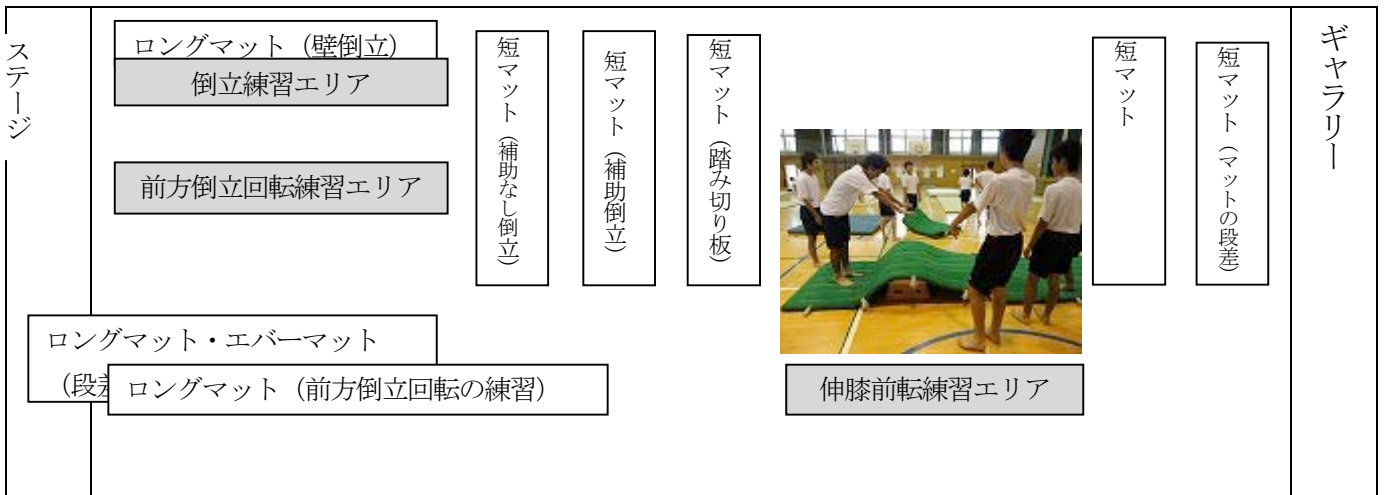 ステージ
ロングマット（壁倒立）
倒立練習エリア
前方倒立回転練習エリア
短マット（補助なし倒立）
短マット（補助倒立）
短マット（踏み切り板）
短マット
短マット（マットの段差）
ギャラリー
ロングマット・エバーマット
（段差
ロングマット（前方倒立回転の練習）
伸膝前転練習エリア